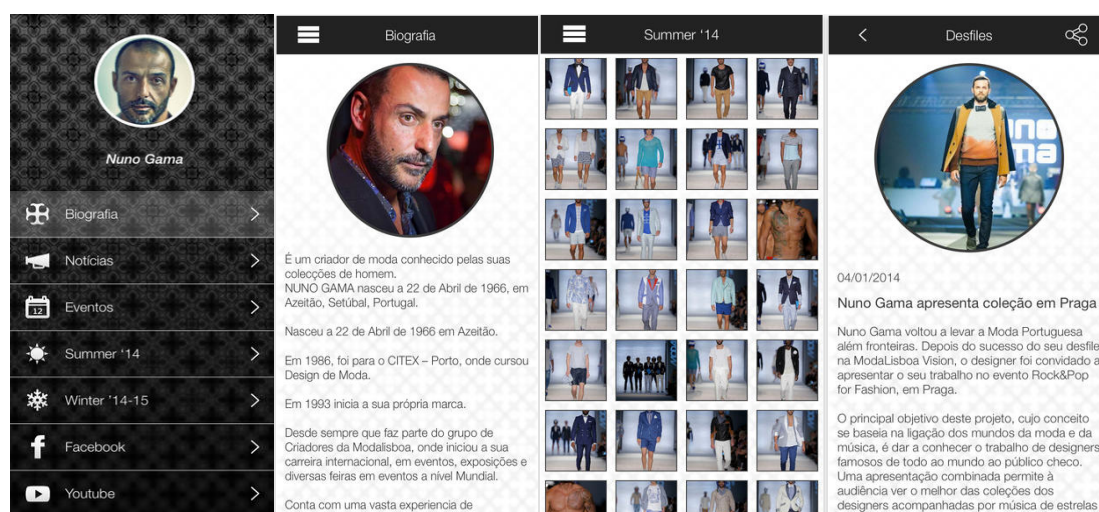 Nuno Gama
Biografia
Notícias
12
Eventos
Summer '14
Winter '14-15
Facebook
Youtube
Biografia
É um criador de moda conhecido pelas suas
colecções de homem.
NUNO GAMA nasceu a 22 de Abril de 1966, em
Azeitão, Setúbal, Portugal.
Nasceu a 22 de Abril de 1966 em Azeitão.
Em 1986, foi para o CITEX – Porto, onde cursou
Design de Moda.
Em 1993 inicia a sua própria marca.
Desde sempre que faz parte do grupo de
Criadores da Modalisboa, onde iniciou a sua
carreira internacional, em eventos, exposições e
diversas feiras em eventos a nível Mundial.
Conta com uma vasta experiencia de
Summer '14
Desfiles
04/01/2014
Nuno Gama apresenta coleção em Praga
Nuno Gama voltou a levar a Moda Portuguesa
além fronteiras. Depois do sucesso do seu desfile
na ModaLisboa Vision, o designer foi convidado a
apresentar o seu trabalho no evento Rock&Pop
for Fashion, em Praga.
O principal objetivo deste projeto, cujo conceito
se baseia na ligação dos mundos da moda e da
música, é dar a conhecer o trabalho de designers
famosos de todo ao mundo ao público checo.
Uma apresentação combinada permite à
audiência ver o melhor das coleções dos
designers acompanhadas por música de estrelas